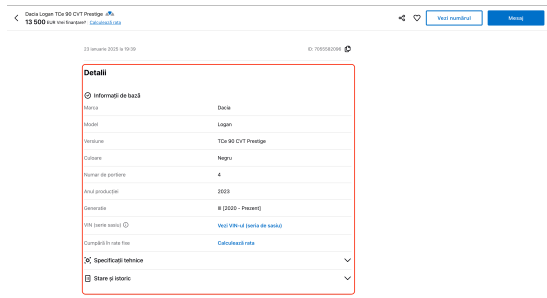 Dacia Logan TCe 90 CVT Prestige
13 500 EUR Vrei finanțare? Calculează rata
Vezi numărul
Mesaj
23 ianuarie 2025 la 19:39
ID: 7055582096
Detalii
Informații de bază
Marca Dacia
Model Logan
Versiune TCe 90 CVT Prestige
Culoare Negru
Numar de portiere 4
Anul producției 2023
Generatie III [2020 - Prezent]
VIN (serie sasiu) Vezi VIN-ul (seria de sasiu)
Cumpără în rate fixe Calculează rata
Specificații tehnice
Stare și istoric